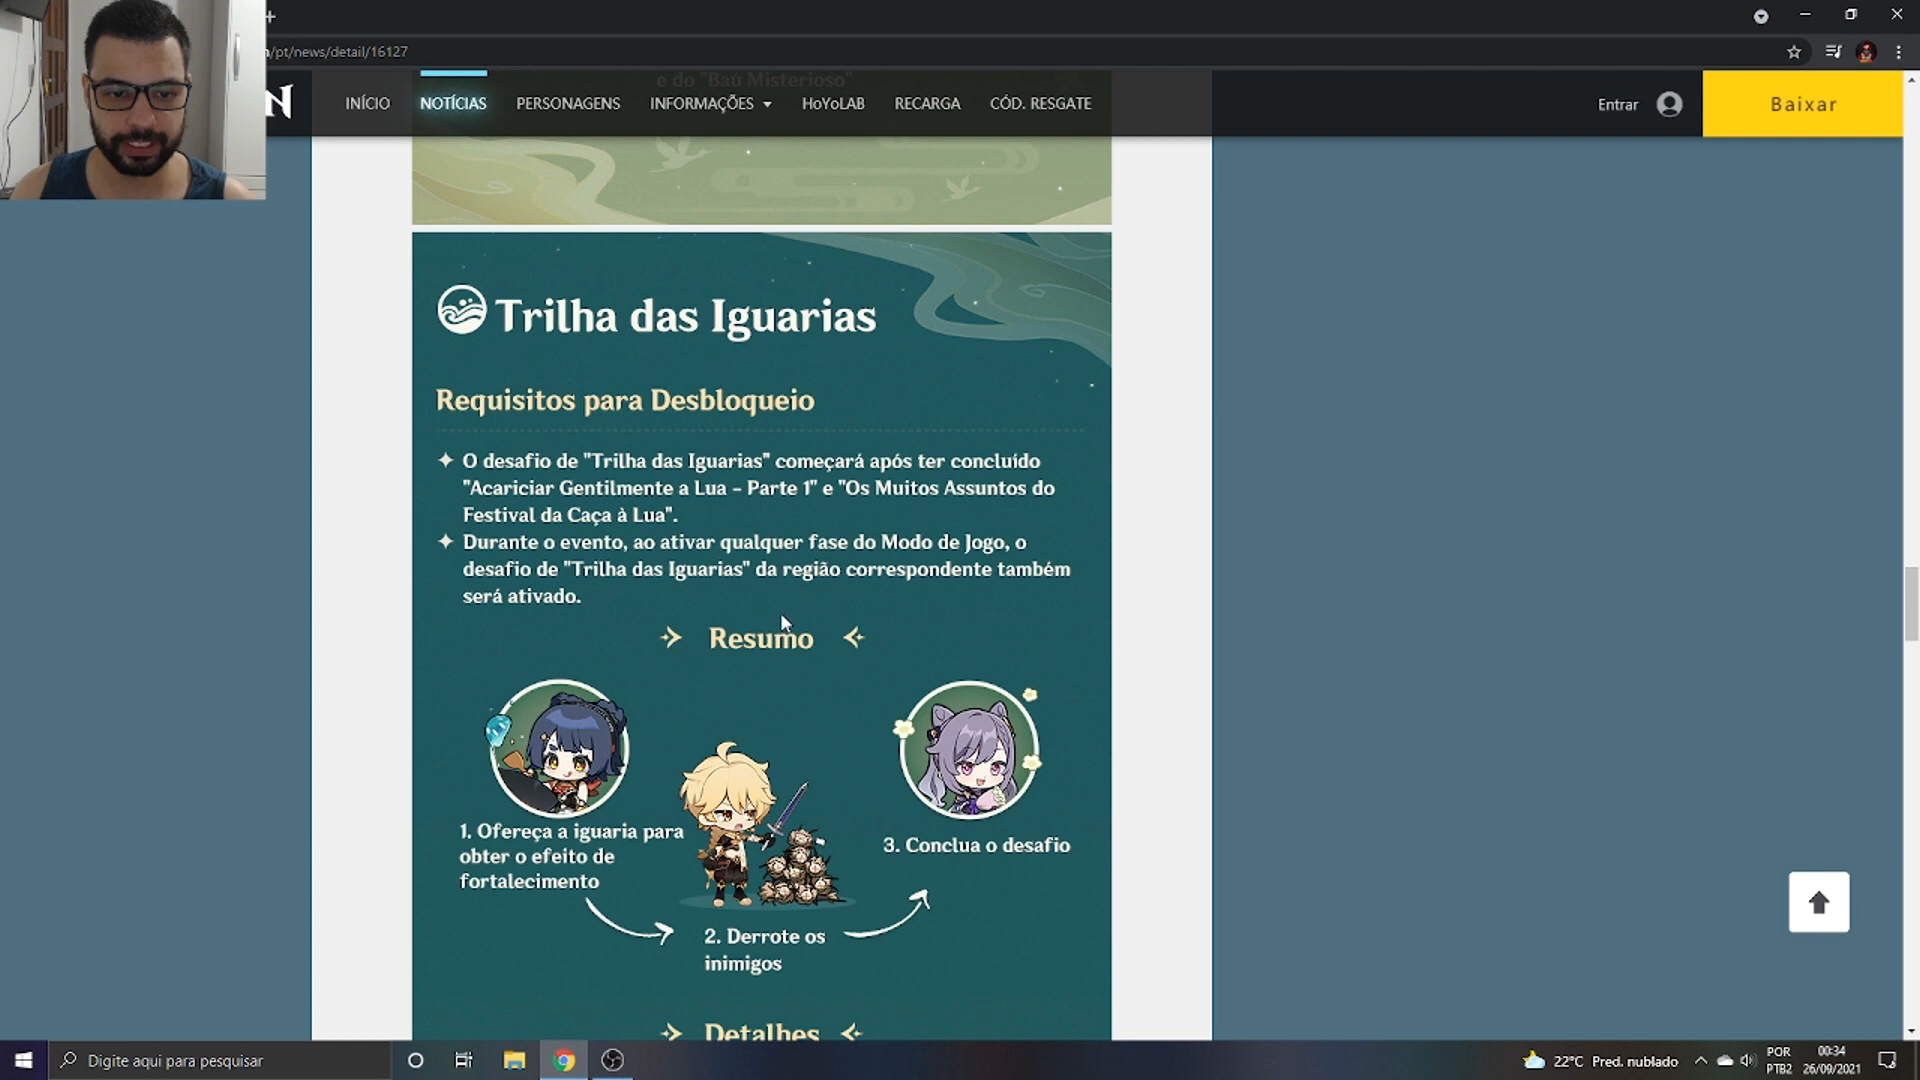 /pt/news/detail/16127
e do "Baú Misterioso"
N INÍCIO NOTÍCIAS PERSONAGENS INFORMAÇÕES HoYoLAB RECARGA CÓD. RESGATE Entrar Baixar
Trilha das Iguarias
Requisitos para Desbloqueio
O desafio de "Trilha das Iguarias" começará após ter concluído
"Acariciar Gentilmente a Lua - Parte 1" e "Os Muitos Assuntos do
Festival da Caça à Lua".
Durante o evento, ao ativar qualquer fase do Modo de Jogo, o
desafio de "Trilha das Iguarias" da região correspondente também
será ativado.
Resumo
1. Ofereça a iguaria para
obter o efeito de
fortalecimento
2. Derrote os
inimigos
3. Conclua o desafio
Detalhes
Digite aqui para pesquisar
22°C Pred. nublado
POR
PTB2
00:34
26/09/2021